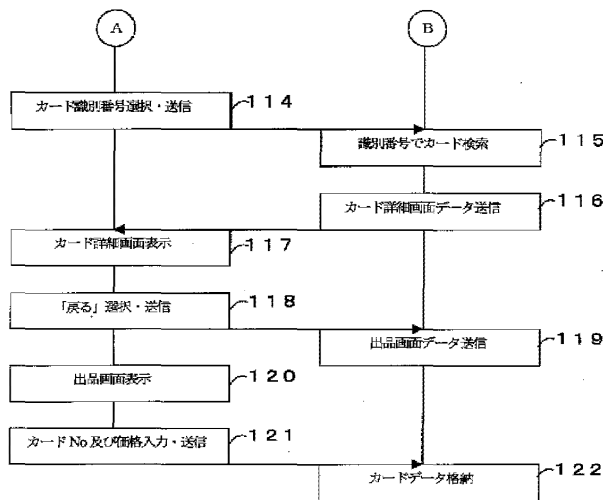 A
B
カード識別番号選択・送信
114
識別番号でカード検索
115
カード詳細画面データ送信
116
カード詳細画面表示
117
「戻る」選択・送信
118
出品画面データ送信
119
出品画面表示
120
カードNo及び価格入力・送信
121
カードデータ格納
122